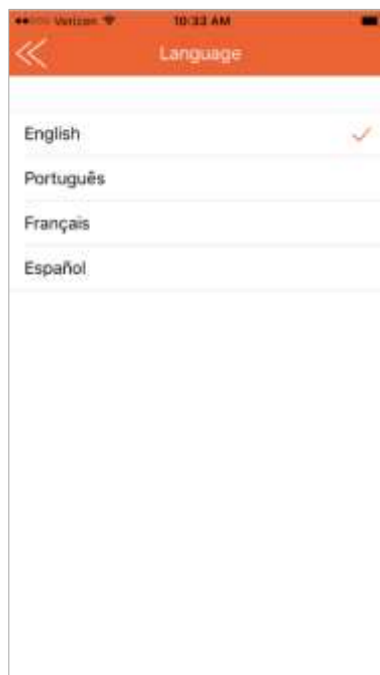 Verizon 10:33 AM
Language
English
Português
Français
Español